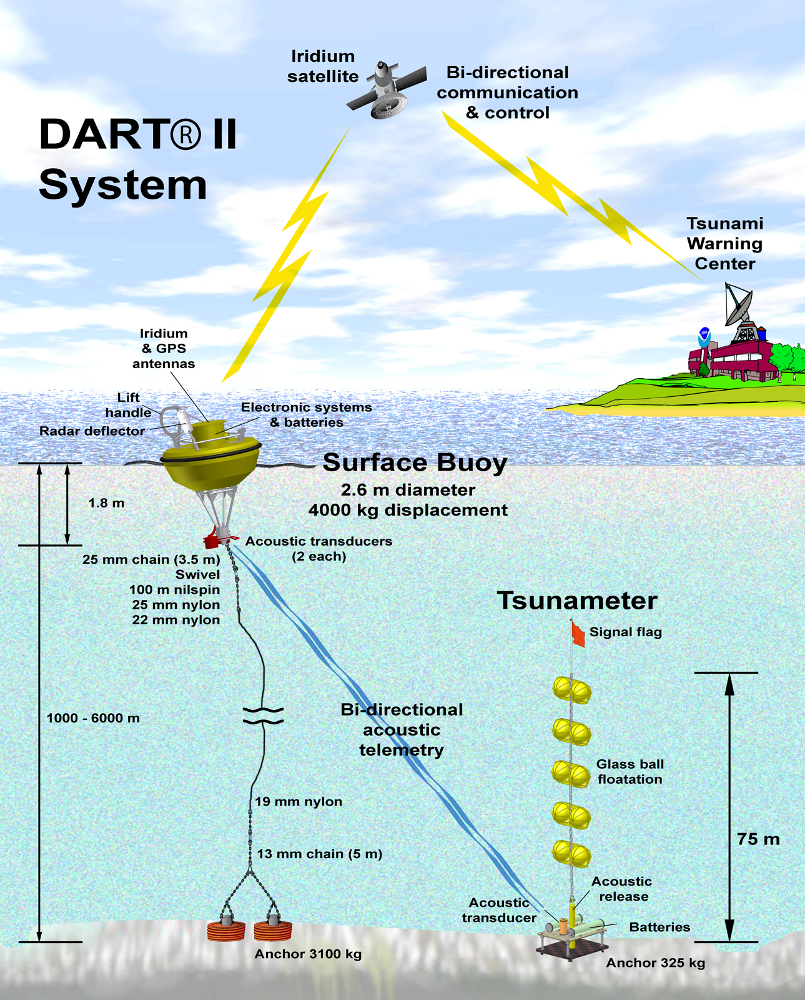 Iridium
satellite
Bi-directional
communication
& control
DART® II
System
Tsunami
Warning
Center
Iridium
& GPS
antennas
Lift
handle
Radar deflector
Electronic systems
& batteries
Surface Buoy
2.6 m diameter
4000 kg displacement
1.8 m
Acoustic transducers
(2 each)
25 mm chain (3.5 m)
Swivel
100 m nilspin
25 mm nylon
22 mm nylon
Tsunameter
Signal flag
1000 - 6000 m
Bi-directional
acoustic
telemetry
Glass ball
floatation
19 mm nylon
75 m
13 mm chain (5 m)
Acoustic
release
Acoustic
transducer
Batteries
Anchor 3100 kg
Anchor 325 kg